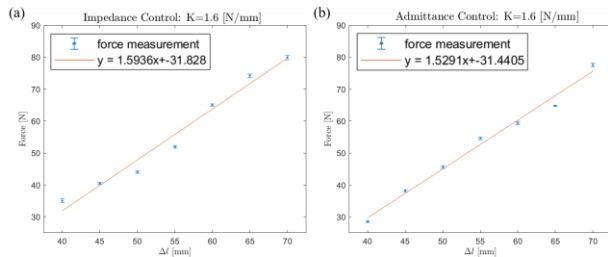 (a)
Impedance Control: K=1.6 [N/mm]
force measurement
y = 1.5936x+-31.828
Force [N]
90
80
70
60
50
40
30
40 45 50 55 60 65 70
Δl [mm]
(b)
Admittance Control: K=1.6 [N/mm]
force measurement
y = 1.5291x+-31.4405
Force [N]
90
80
70
60
50
40
30
40 45 50 55 60 65 70
Δl [mm]